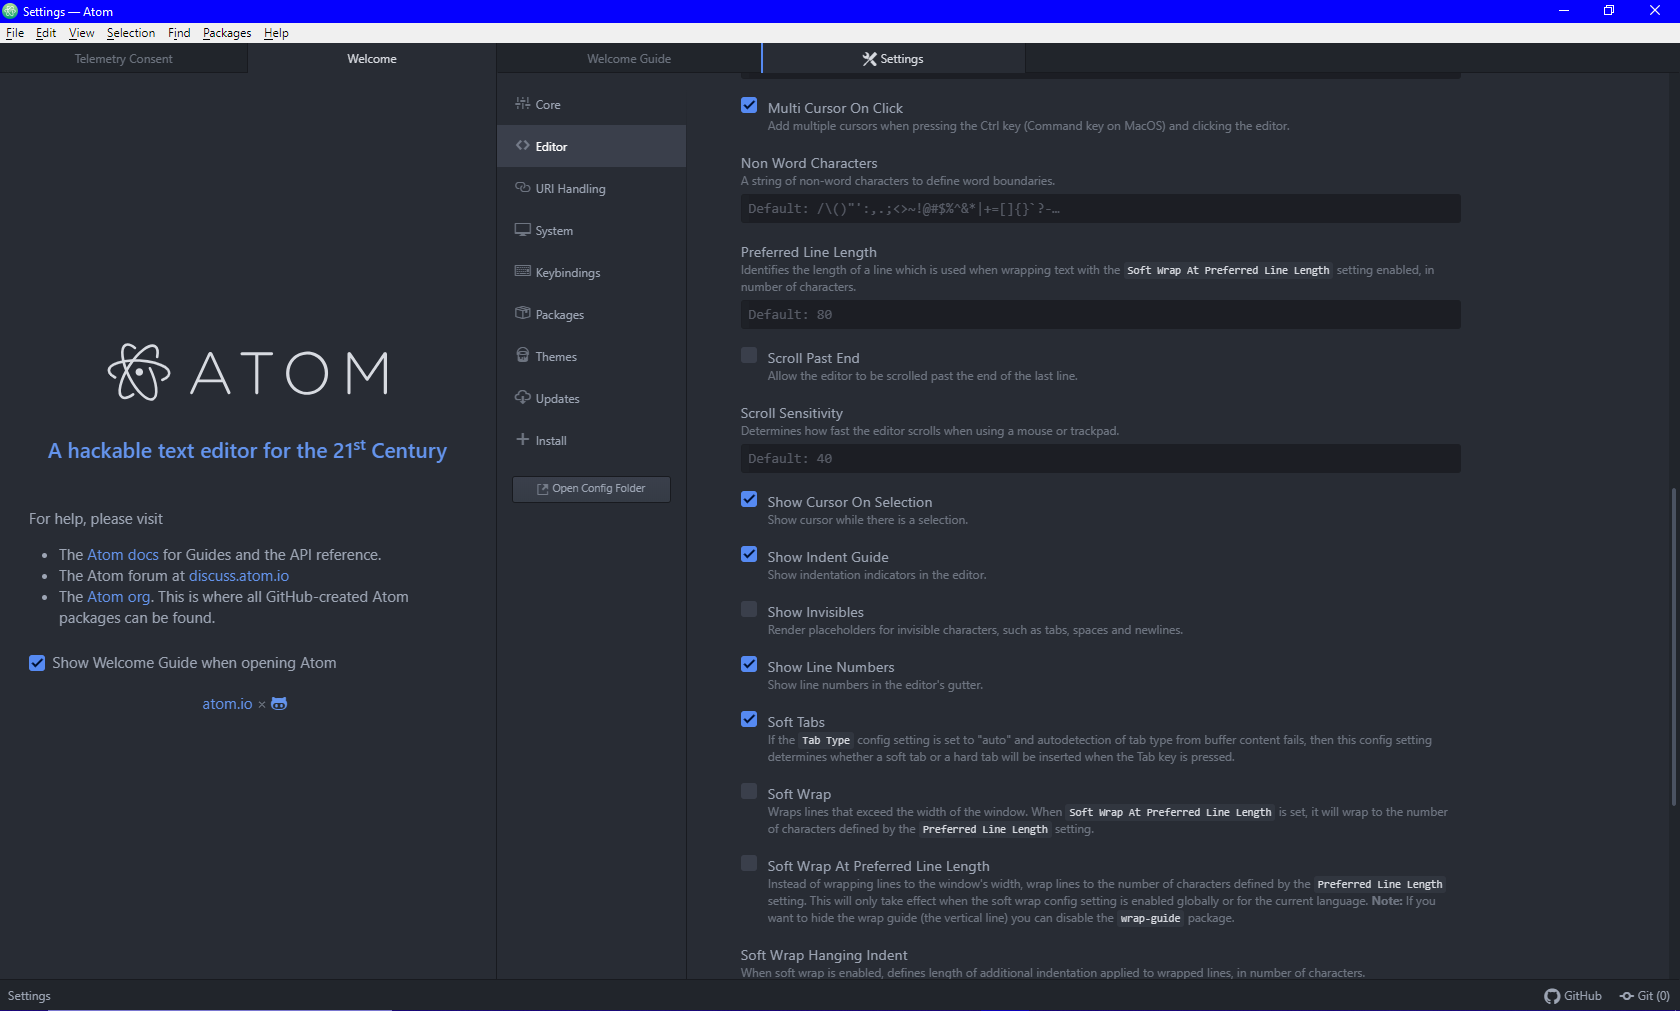 Settings — Atom
File Edit View Selection Find Packages Help
Telemetry Consent
Welcome
Welcome Guide
Settings
ATOM
A hackable text editor for the 21st Century
For help, please visit
• The Atom docs for Guides and the API reference.
• The Atom forum at discuss.atom.io
• The Atom org. This is where all GitHub-created Atom
packages can be found.
Show Welcome Guide when opening Atom
atom.io ×
Core
Editor
URI Handling
System
Keybindings
Packages
Themes
Updates
Install
Open Config Folder
Multi Cursor On Click
Add multiple cursors when pressing the Ctrl key (Command key on MacOS) and clicking the editor.
Non Word Characters
A string of non-word characters to define word boundaries.
Default: /\()"':,.;<>~!@#$%^&*|+=[]{}`?-…
Preferred Line Length
Identifies the length of a line which is used when wrapping text with the Soft Wrap At Preferred Line Length setting enabled, in
number of characters.
Default: 80
Scroll Past End
Allow the editor to be scrolled past the end of the last line.
Scroll Sensitivity
Determines how fast the editor scrolls when using a mouse or trackpad.
Default: 40
Show Cursor On Selection
Show cursor while there is a selection.
Show Indent Guide
Show indentation indicators in the editor.
Show Invisibles
Render placeholders for invisible characters, such as tabs, spaces and newlines.
Show Line Numbers
Show line numbers in the editor's gutter.
Soft Tabs
If the Tab Type config setting is set to "auto" and autodetection of tab type from buffer content fails, then this config setting
determines whether a soft tab or a hard tab will be inserted when the Tab key is pressed.
Soft Wrap
Wraps lines that exceed the width of the window. When Soft Wrap At Preferred Line Length is set, it will wrap to the number
of characters defined by the Preferred Line Length setting.
Soft Wrap At Preferred Line Length
Instead of wrapping lines to the window's width, wrap lines to the number of characters defined by the Preferred Line Length
setting. This will only take effect when the soft wrap config setting is enabled globally or for the current language. Note: If you
want to hide the wrap guide (the vertical line) you can disable the wrap-guide package.
Soft Wrap Hanging Indent
When soft wrap is enabled, defines length of additional indentation applied to wrapped lines, in number of characters.
Settings
GitHub
Git (0)